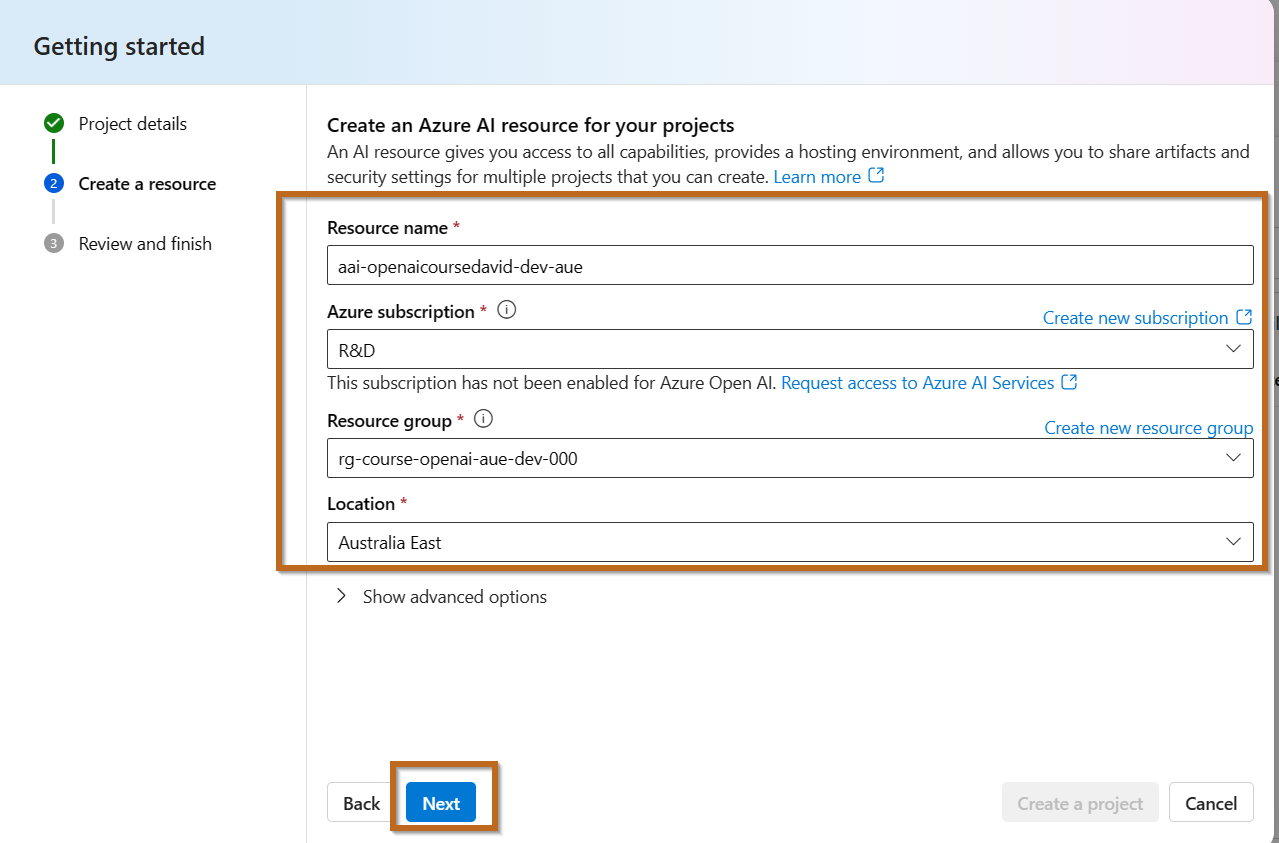 Getting started
Project details
2 Create a resource
3 Review and finish
Create an Azure AI resource for your projects
An AI resource gives you access to all capabilities, provides a hosting environment, and allows you to share artifacts and
security settings for multiple projects that you can create. Learn more
Resource name *
aai-openaicoursedavid-dev-aue
Azure subscription *
Create new subscription
R&D
This subscription has not been enabled for Azure Open AI. Request access to Azure AI Services
Resource group *
Create new resource group
rg-course-openai-aue-dev-000
Location *
Australia East
Show advanced options
Back Next Create a project Cancel